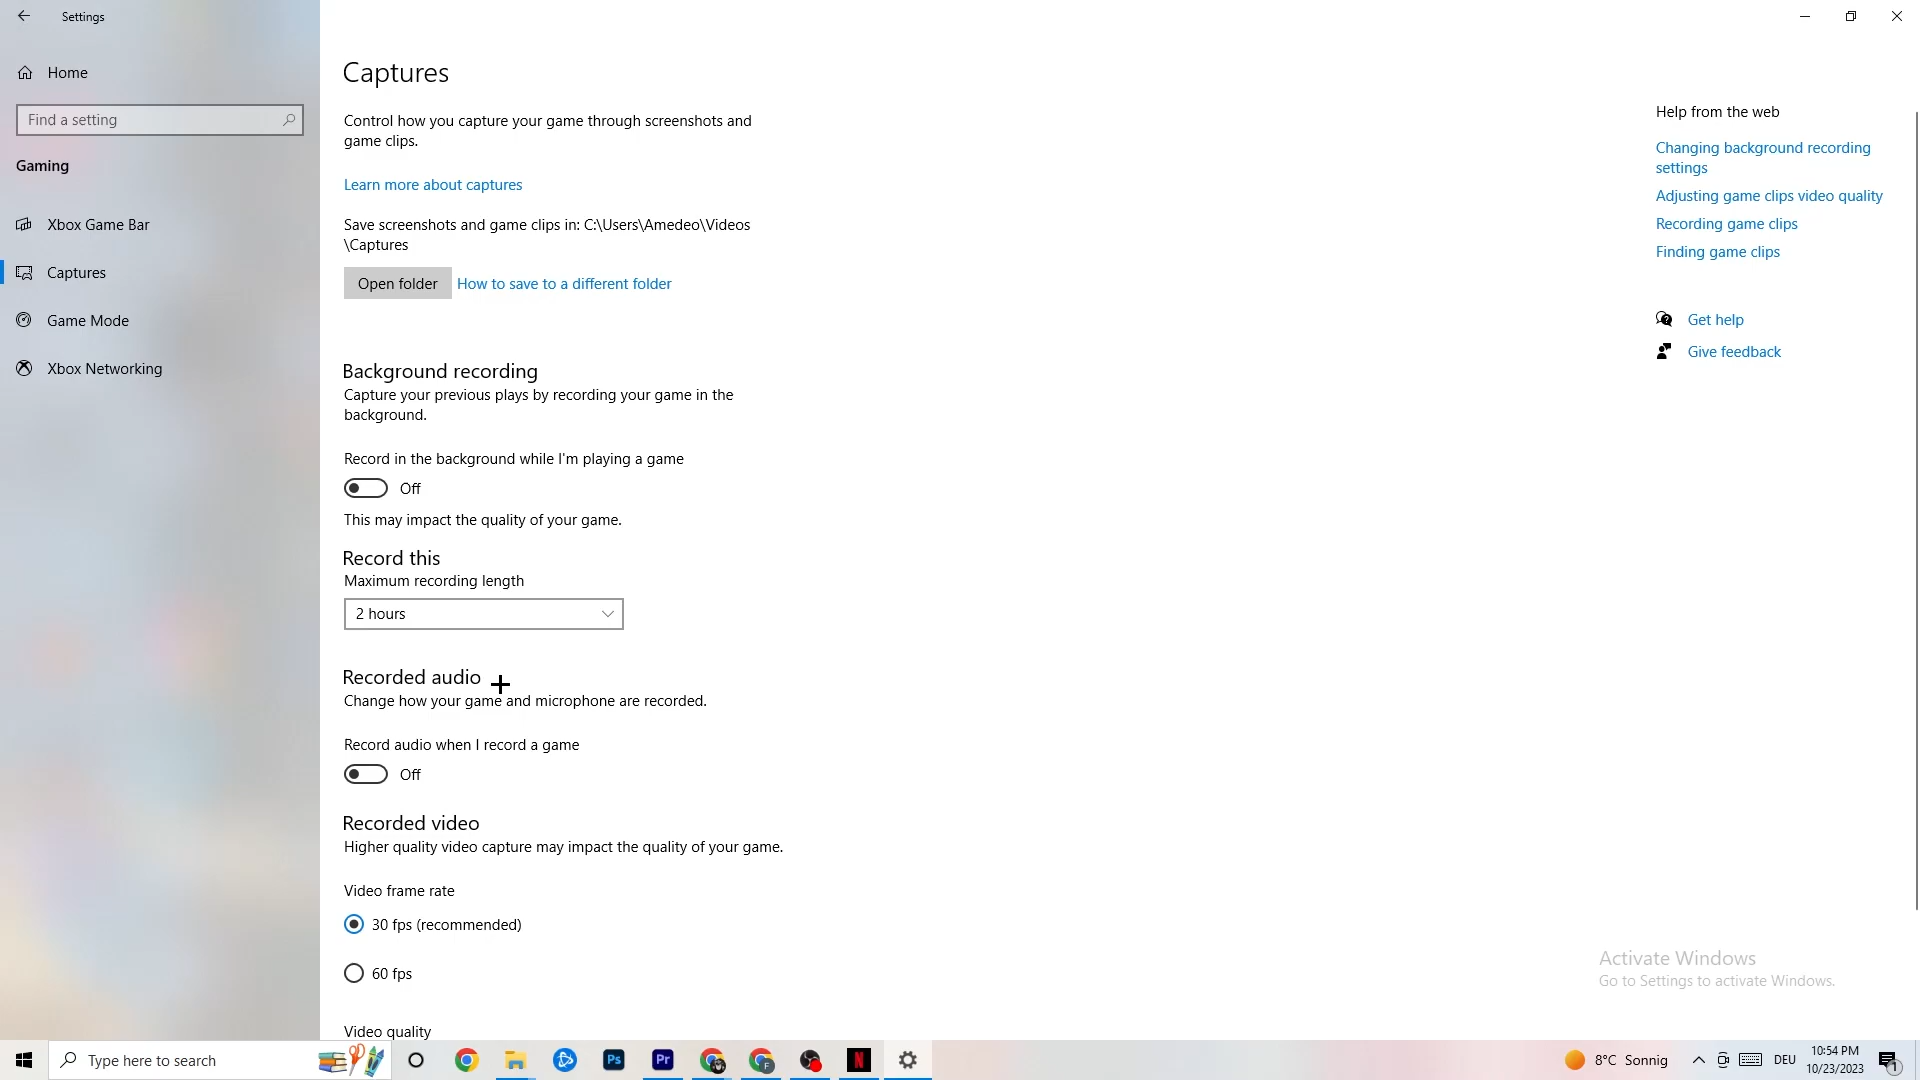 Settings
Home
Find a setting
Gaming
Xbox Game Bar
Captures
Game Mode
Xbox Networking
Captures
Control how you capture your game through screenshots and
game clips.
Learn more about captures
Save screenshots and game clips in: C:\Users\Amedeo\Videos
\Captures
Open folder
How to save to a different folder
Background recording
Capture your previous plays by recording your game in the
background.
Record in the background while I'm playing a game
Off
This may impact the quality of your game.
Record this
Maximum recording length
2 hours
Recorded audio
Change how your game and microphone are recorded.
Record audio when I record a game
Off
Recorded video
Higher quality video capture may impact the quality of your game.
Video frame rate
30 fps (recommended)
60 fps
Video quality
Help from the web
Changing background recording
settings
Adjusting game clips video quality
Recording game clips
Finding game clips
Get help
Give feedback
Activate Windows
Go to Settings to activate Windows.
Type here to search
Ps
Pr
F
N
8°C Sonnig
DEU
10:54 PM
10/23/2023
1